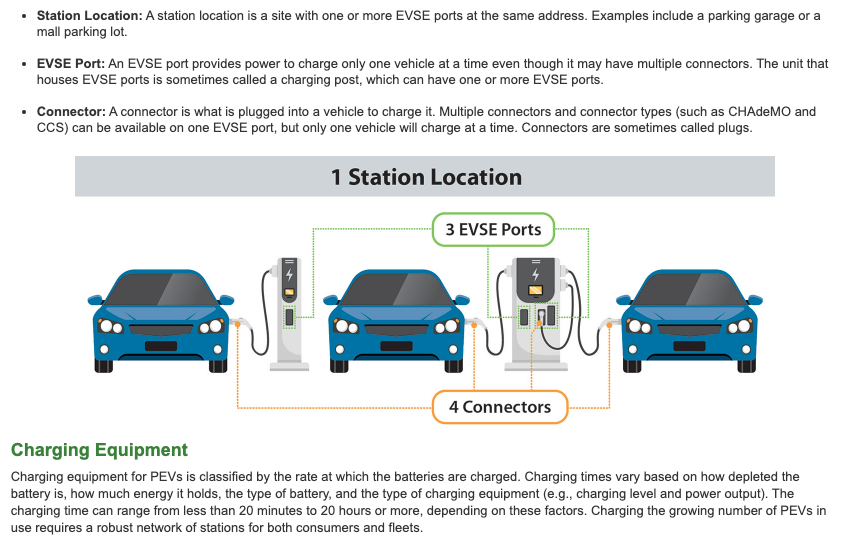 • Station Location: A station location is a site with one or more EVSE ports at the same address. Examples include a parking garage or a
mall parking lot.
• EVSE Port: An EVSE port provides power to charge only one vehicle at a time even though it may have multiple connectors. The unit that
houses EVSE ports is sometimes called a charging post, which can have one or more EVSE ports.
• Connector: A connector is what is plugged into a vehicle to charge it. Multiple connectors and connector types (such as CHAdeMO and
CCS) can be available on one EVSE port, but only one vehicle will charge at a time. Connectors are sometimes called plugs.
1 Station Location
3 EVSE Ports
4 Connectors
Charging Equipment
Charging equipment for PEVs is classified by the rate at which the batteries are charged. Charging times vary based on how depleted the
battery is, how much energy it holds, the type of battery, and the type of charging equipment (e.g., charging level and power output). The
charging time can range from less than 20 minutes to 20 hours or more, depending on these factors. Charging the growing number of PEVs in
use requires a robust network of stations for both consumers and fleets.